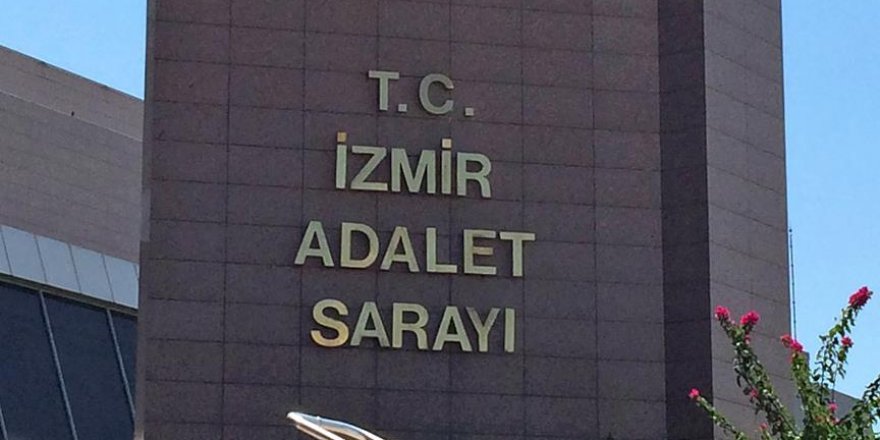 T.C.
İZMİR
ADALET
SARAYI